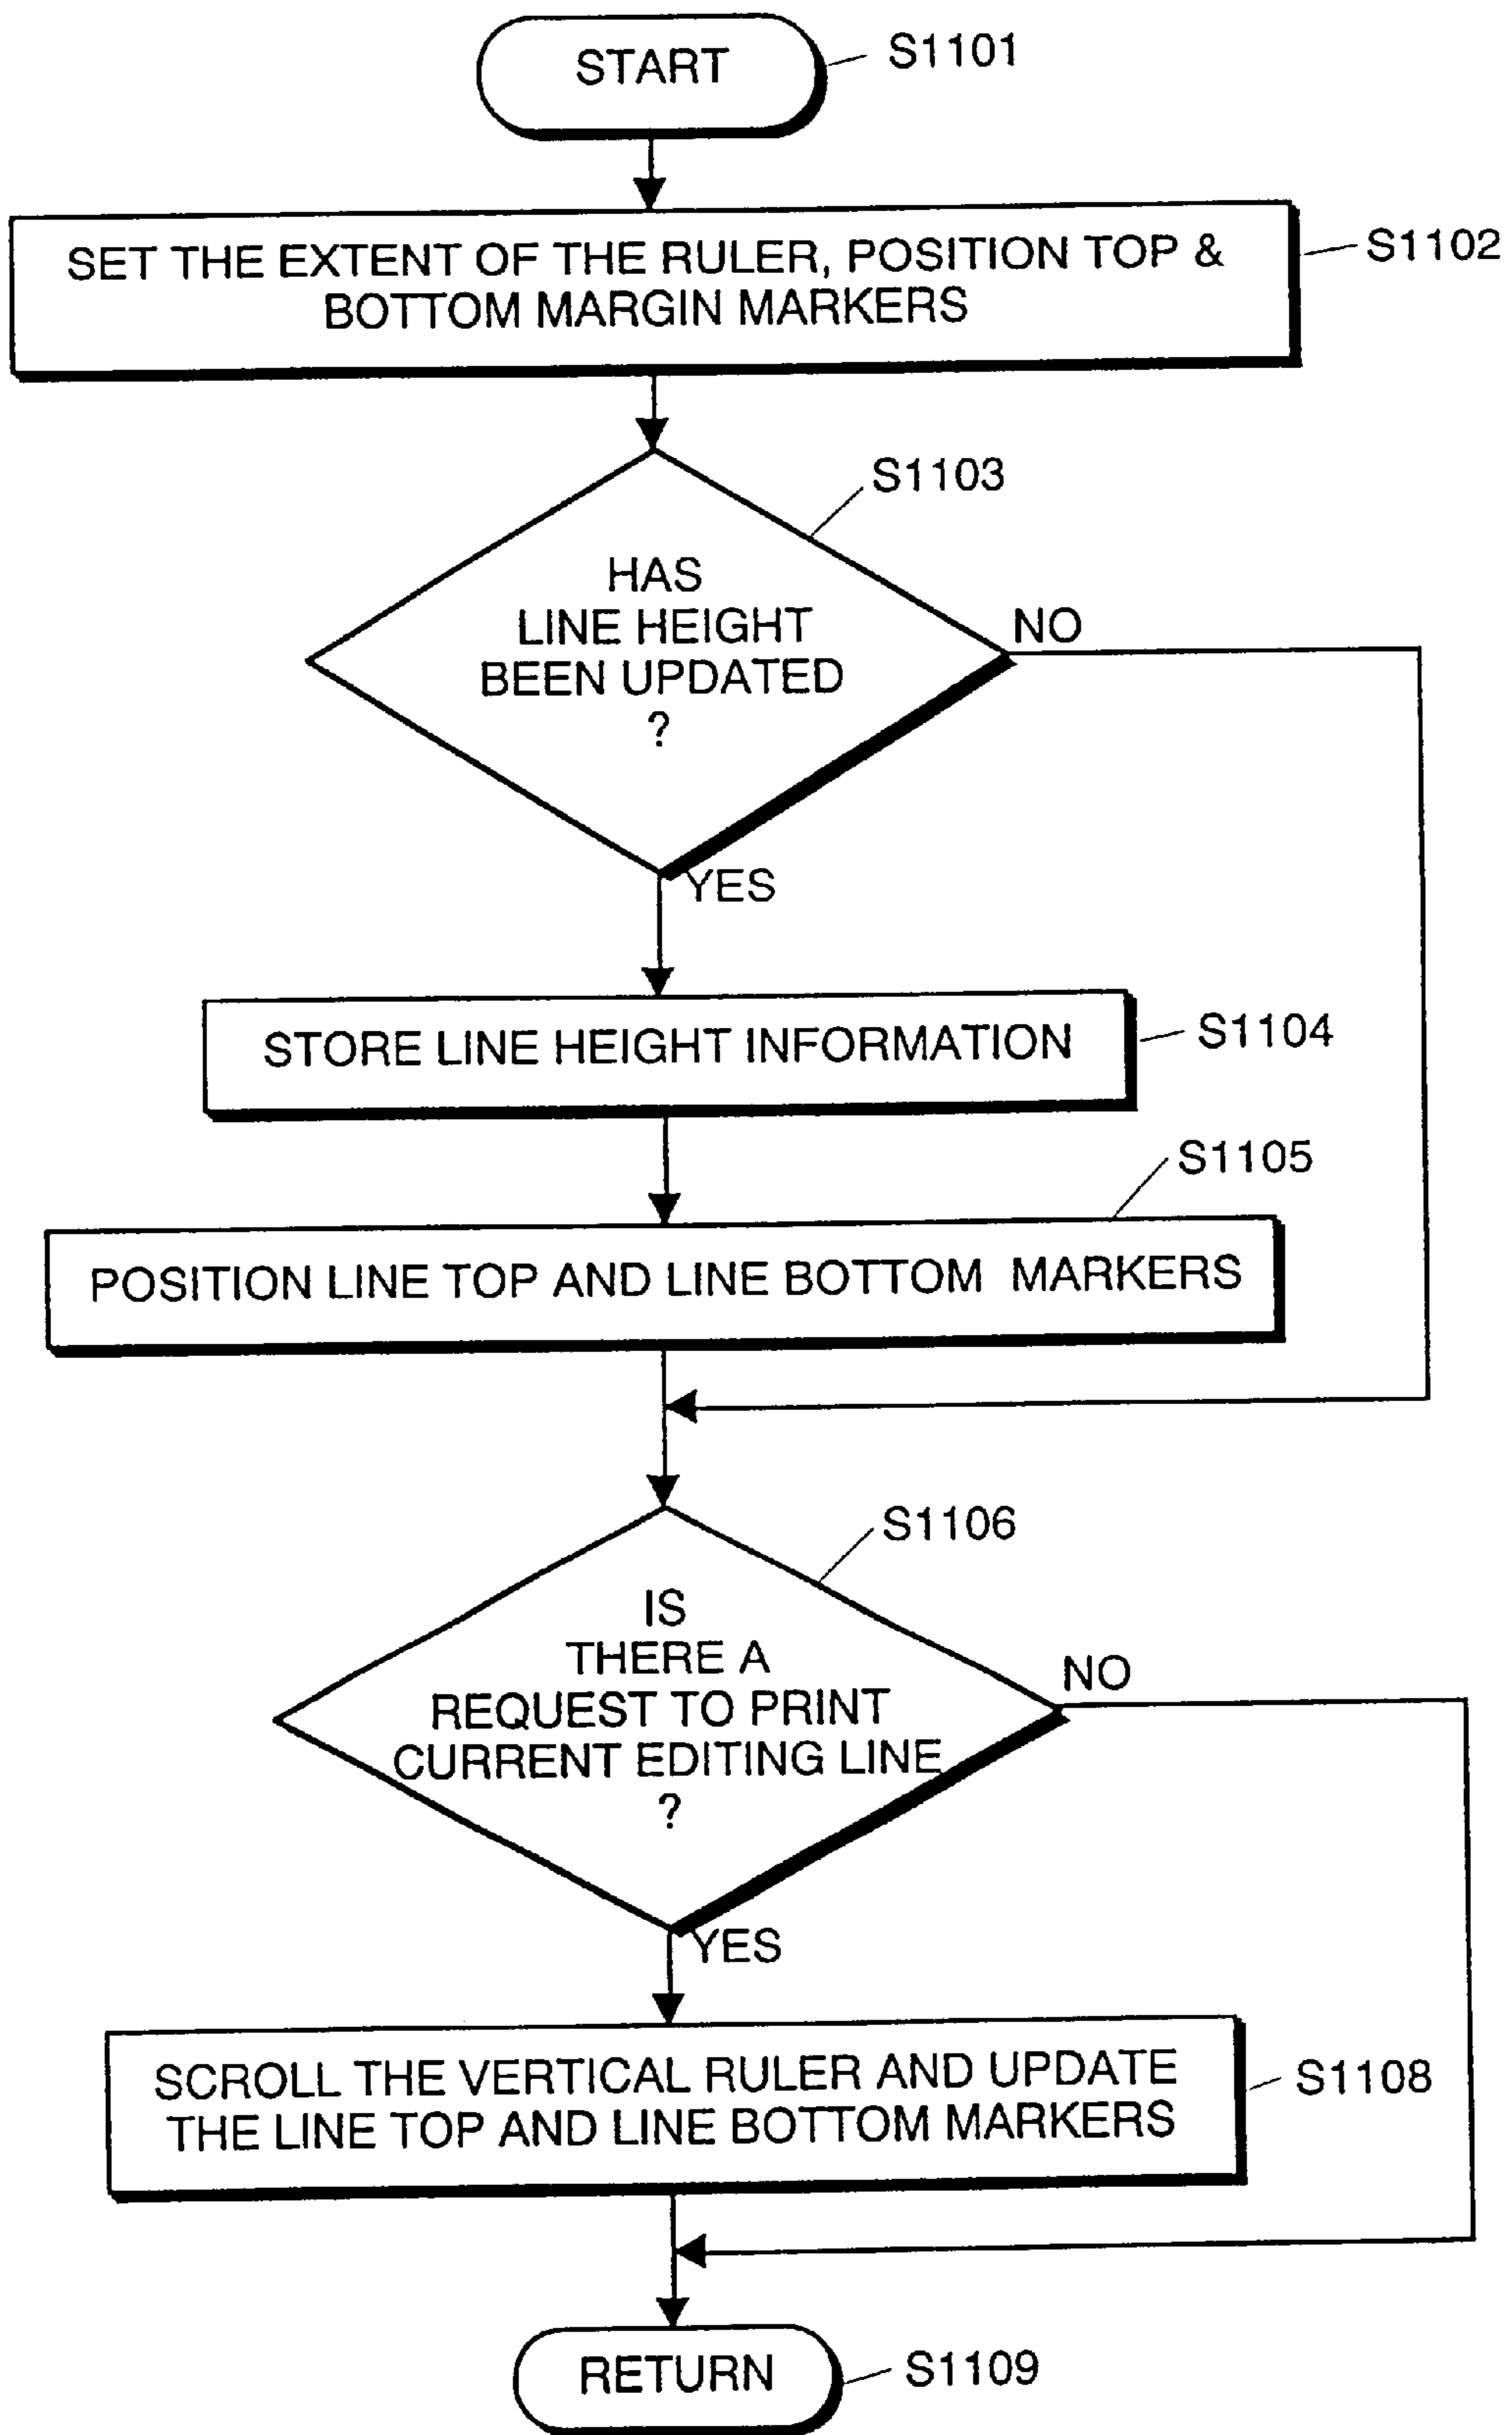 START
S1101
SET THE EXTENT OF THE RULER, POSITION TOP &
BOTTOM MARGIN MARKERS
S1102
S1103
HAS
LINE HEIGHT
BEEN UPDATED
?
NO
YES
STORE LINE HEIGHT INFORMATION
S1104
S1105
POSITION LINE TOP AND LINE BOTTOM MARKERS
S1106
IS
THERE A
REQUEST TO PRINT
CURRENT EDITING LINE
?
NO
YES
SCROLL THE VERTICAL RULER AND UPDATE
THE LINE TOP AND LINE BOTTOM MARKERS
S1108
RETURN
S1109